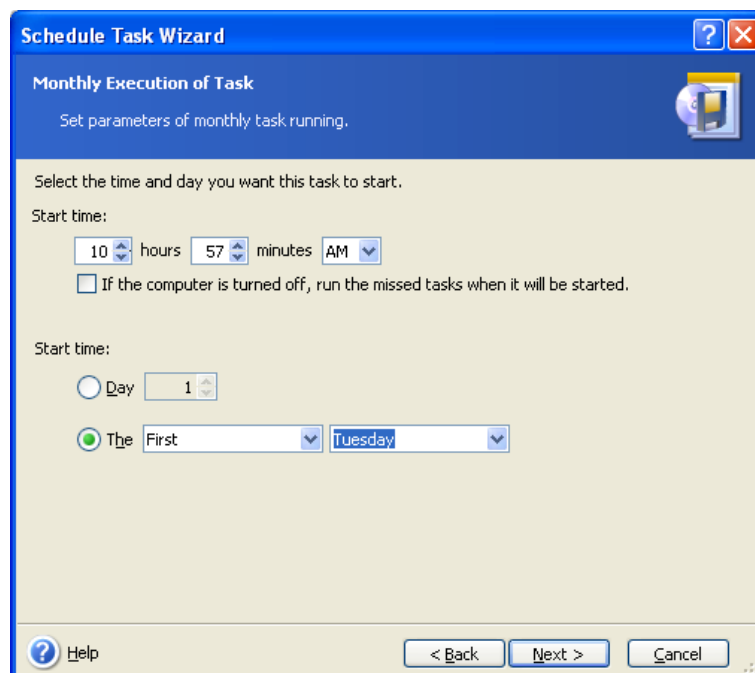 Schedule Task Wizard
Monthly Execution of Task
Set parameters of monthly task running.
Select the time and day you want this task to start.
Start time:
10 hours 57 minutes AM
If the computer is turned off, run the missed tasks when it will be started.
Start time:
Day 1
The First Tuesday
Help < Back Next > Cancel